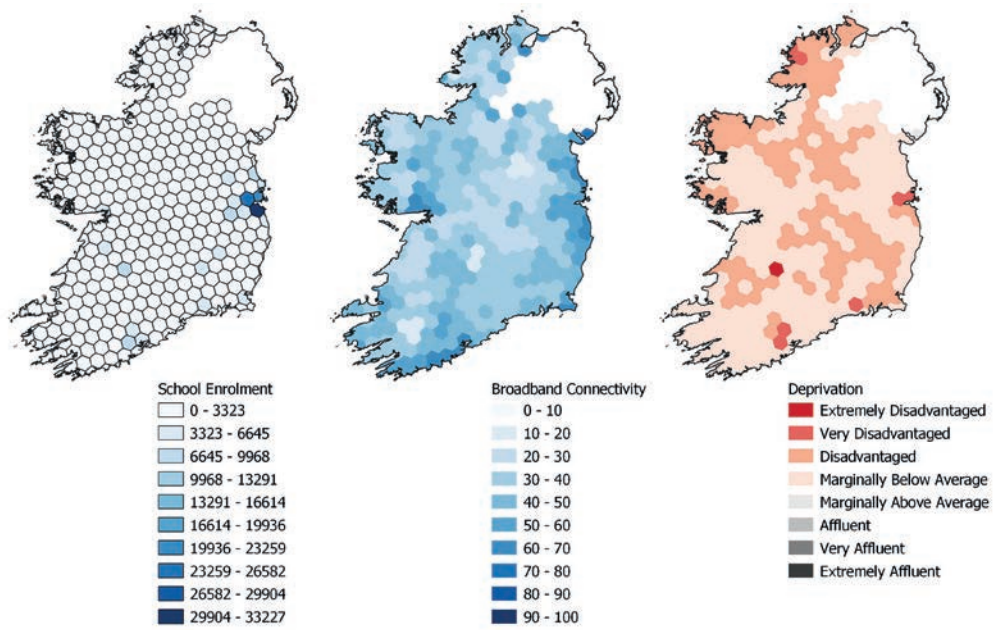 School Enrolment
0 - 3323
3323 - 6645
6645 - 9968
9968 - 13291
13291 - 16614
16614 - 19936
19936 - 23259
23259 - 26582
26582 - 29904
29904 - 33227
Broadband Connectivity
0 - 10
10 - 20
20 - 30
30 - 40
40 - 50
50 - 60
60 - 70
70 - 80
80 - 90
90 - 100
Deprivation
Extremely Disadvantaged
Very Disadvantaged
Disadvantaged
Marginally Below Average
Marginally Above Average
Affluent
Very Affluent
Extremely Affluent